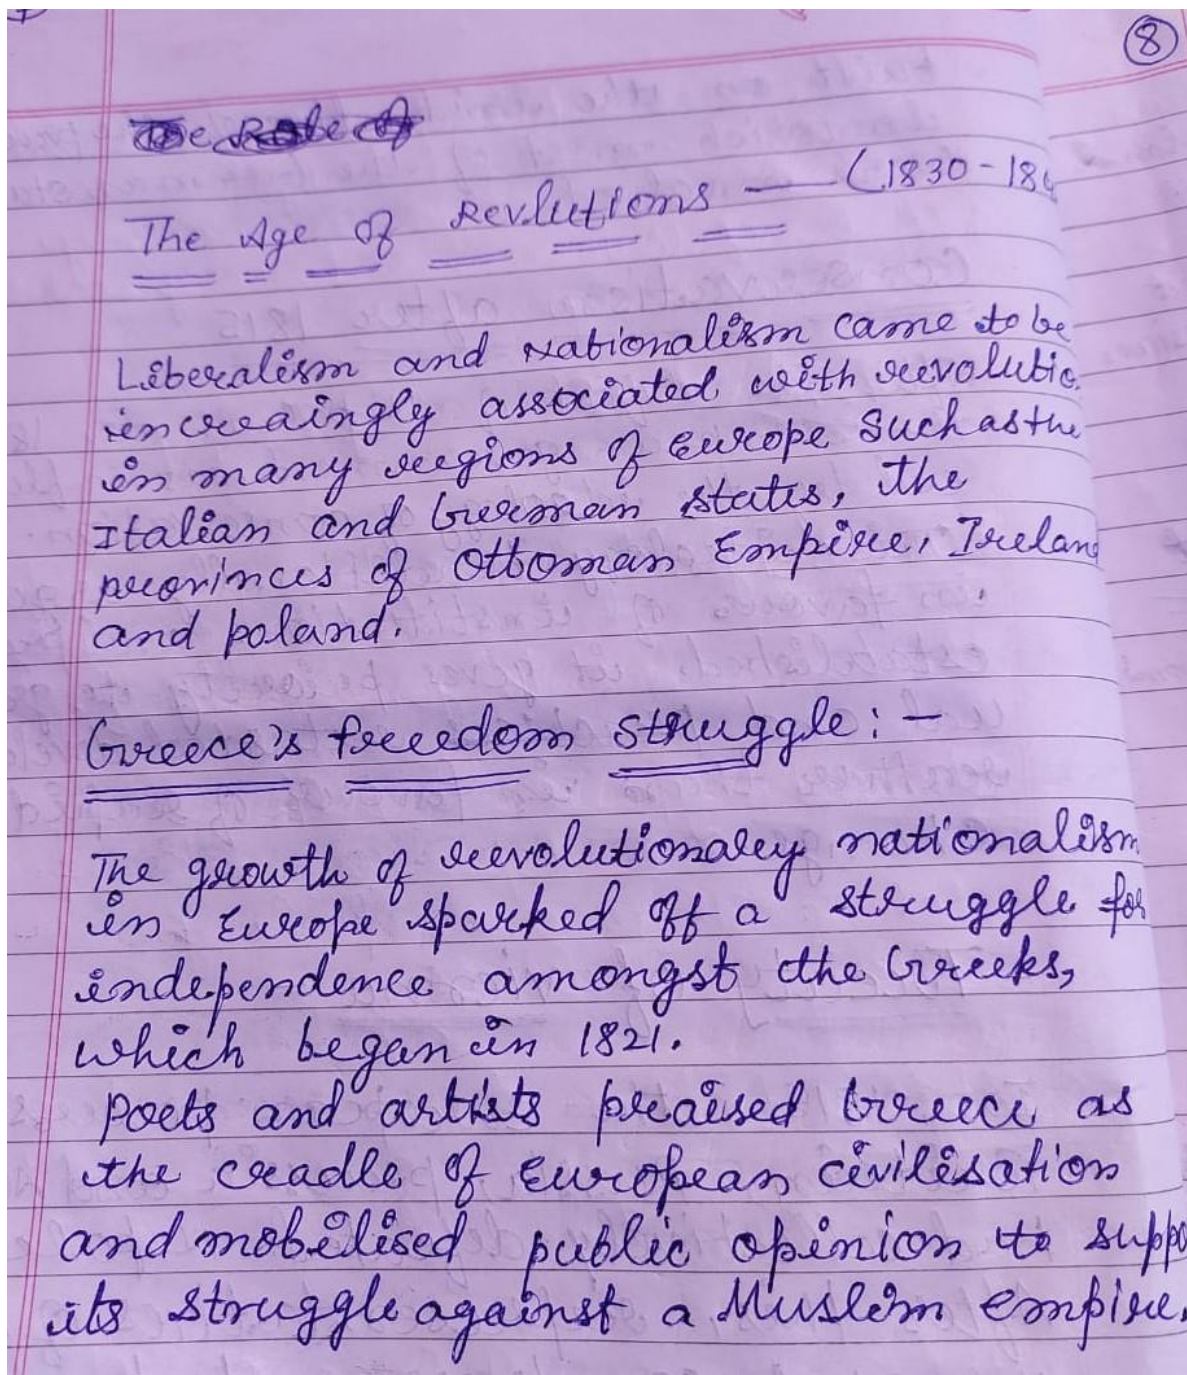 8
The Role of
The Age of Revlutions — (1830-18
Liberalism and Nationalism came to be
increaingly associated with revolutio
in many regions of Europe Such as the
Italian and German states, the
provinces of Ottoman Empire, Ireland
and poland.
Greece's freedom struggle: -
The growth of revolutionary nationalism
in Europe sparked off a struggle for
independence amongst the Greeks,
which began in 1821.
Poets and artists praised Greece as
the cradle of European civilisation
and mobilised public opinion to suppo
its struggle against a Muslim empire.